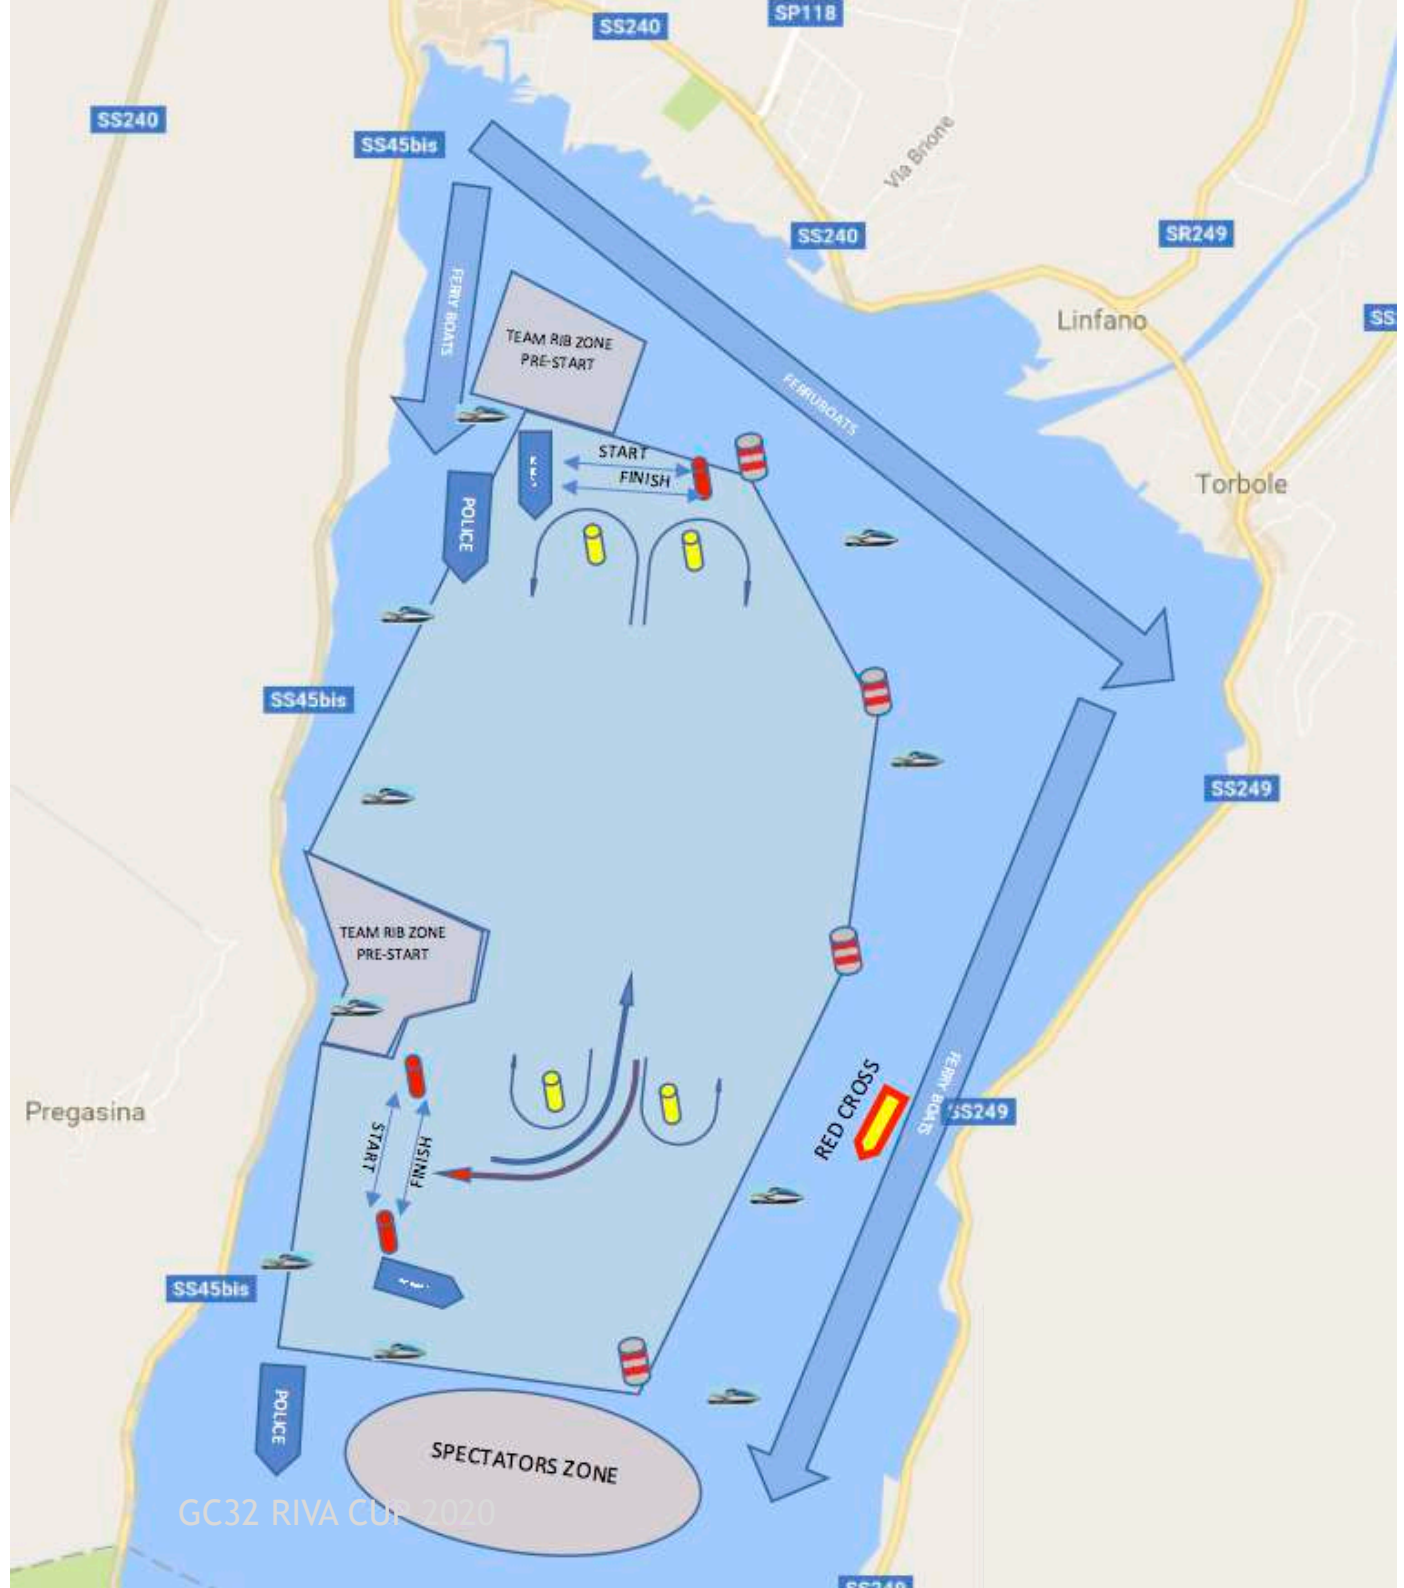 SP118
SS240
SS240
SS45bis
Via Brione
SS240
SR249
FERRY BOATS
Linfano
SS
TEAM RIB ZONE
PRE-START
FERRUBOATS
START
FINISH
Torbole
POLICE
SS45bis
SS249
TEAM RIB ZONE
PRE-START
Pregasina
RED CROSS
FERRY BOATS
SS249
START
FINISH
SS45bis
POLICE
SPECTATORS ZONE
GC32 RIVA CUP 2020
SS249